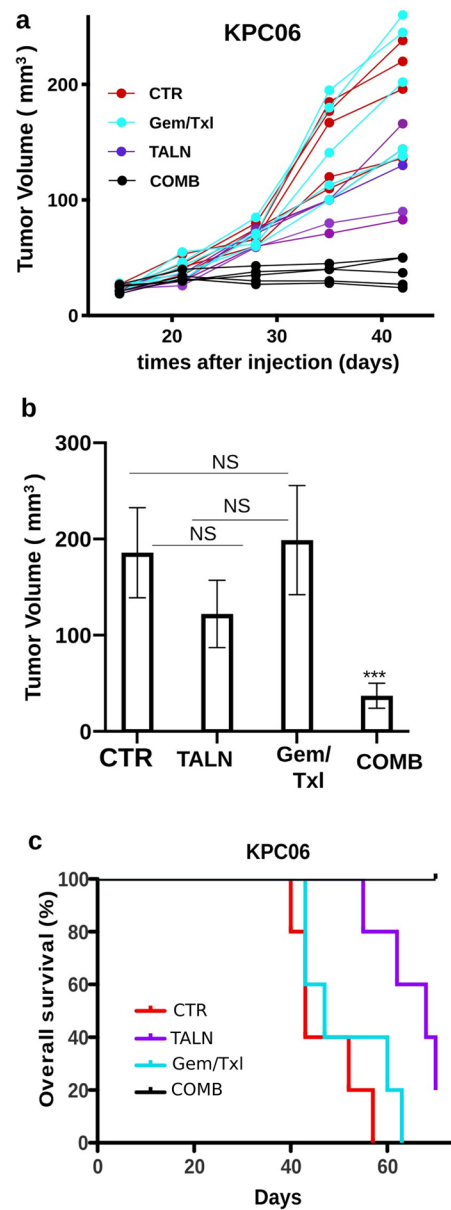 a
KPC06
Tumor Volume ( mm³ )
CTR
Gem/Txl
TALN
COMB
200
100
0
20 30 40
times after injection (days)
b
Tumor Volume ( mm³ )
300
200
100
0
NS
NS
NS
***
CTR TALN Gem/ COMB
Txl
c
KPC06
Overall survival (%)
100
80
60
40
20
0
CTR
TALN
Gem/Txl
COMB
0 20 40 60
Days